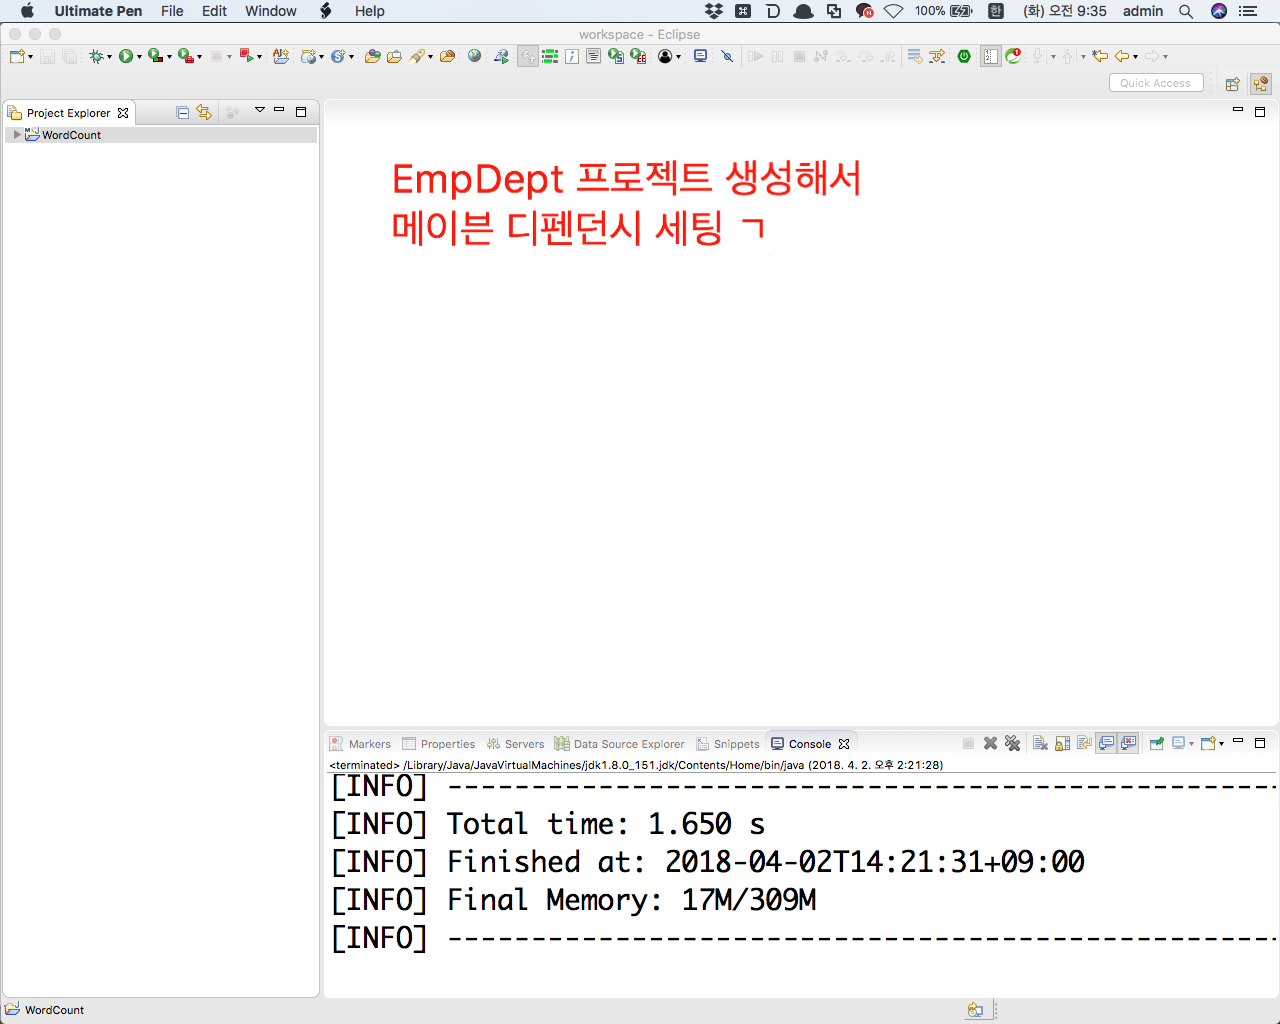 Ultimate Pen File Edit Window Help 100% 한 (화) 오전 9:35 admin
workspace - Eclipse
Quick Access
Project Explorer
WordCount
EmpDept 프로젝트 생성해서
메이븐 디펜던시 세팅 ㄱ
Markers Properties Servers Data Source Explorer Snippets Console
<terminated> /Library/Java/JavaVirtualMachines/jdk1.8.0_151.jdk/Contents/Home/bin/java (2018. 4. 2. 오후 2:21:28)
[INFO] -------------------------------------------------
[INFO] Total time: 1.650 s
[INFO] Finished at: 2018-04-02T14:21:31+09:00
[INFO] Final Memory: 17M/309M
[INFO] -------------------------------------------------
WordCount